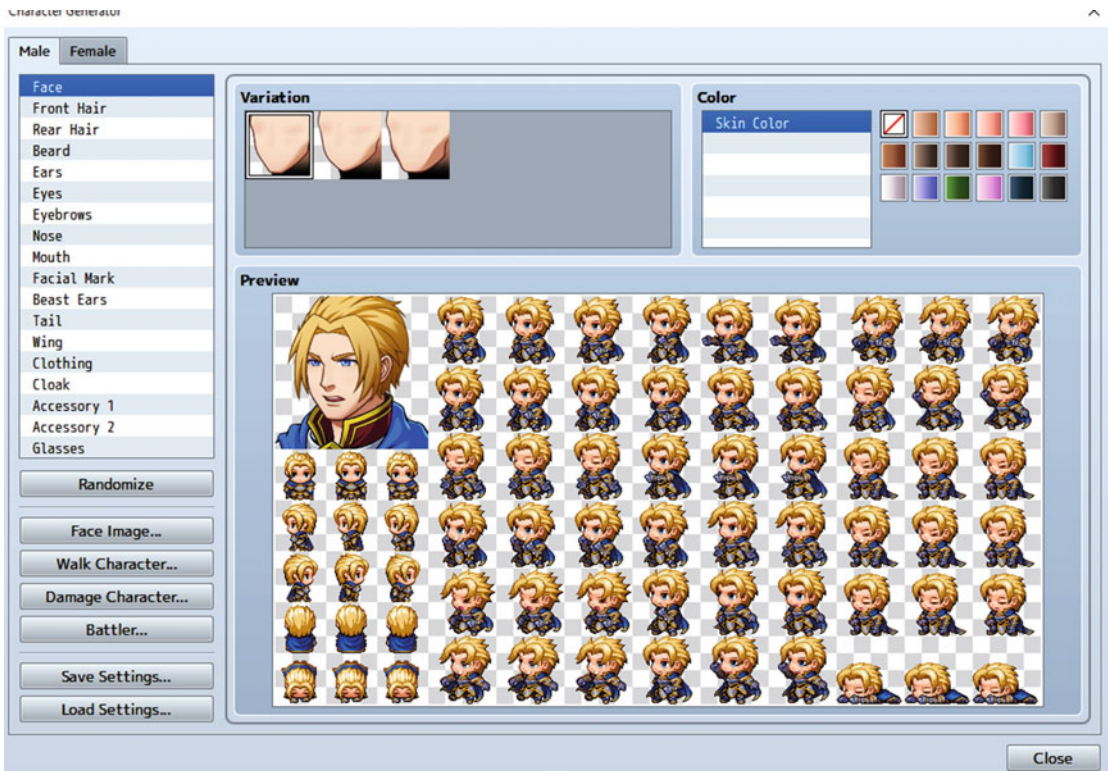 Character Generator
Male Female
Face
Front Hair
Rear Hair
Beard
Ears
Eyes
Eyebrows
Nose
Mouth
Facial Mark
Beast Ears
Tail
Wing
Clothing
Cloak
Accessory 1
Accessory 2
Glasses
Randomize
Face Image...
Walk Character...
Damage Character...
Battler...
Save Settings...
Load Settings...
Variation
Color
Skin Color
Preview
Close